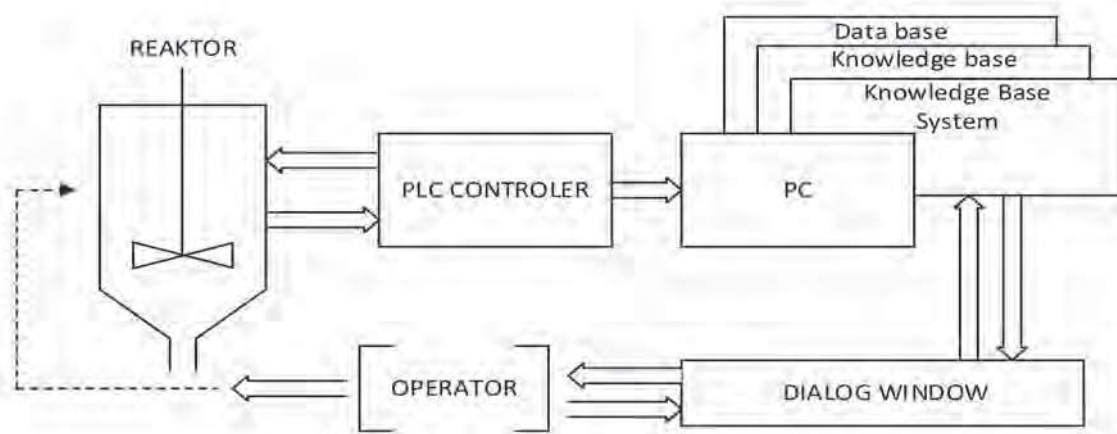 REAKTOR
Data base
Knowledge base
Knowledge Base
System
PLC CONTROLER
PC
OPERATOR
DIALOG WINDOW